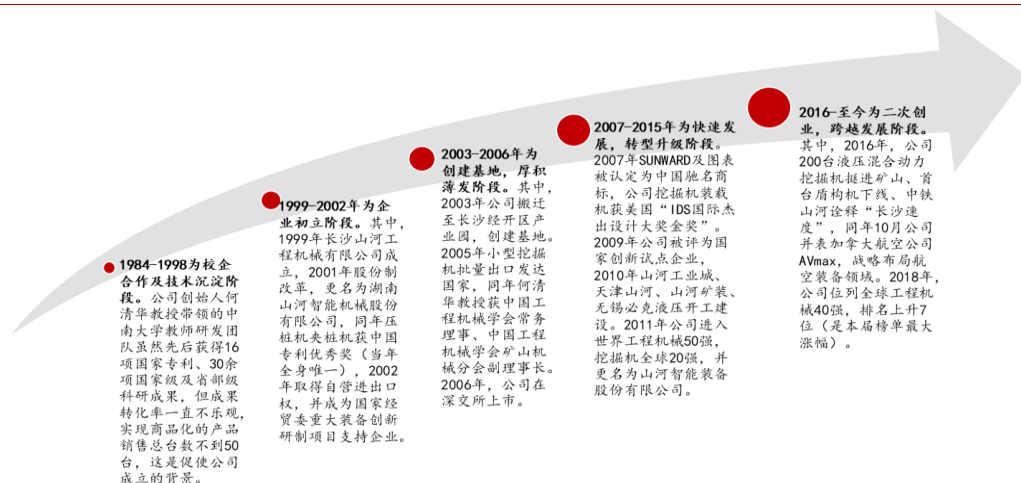 1984-1998为校企
合作及技术沉淀阶
段。公司创始人何
清华教授带领的中
南大学教师研发团
队虽然先后获得16
项国家专利、30余
项国家级及省部级
科研成果，但成果
转化率一直不乐观，
实现商品化的产品
销售总台数不到50
台，这是促使公司
成立的背景。
1999-2002年为企
业初立阶段。其中，
1999年长沙山河工
程机械有限公司成
立，2001年股份制
改革，更名为湖南
山河智能机械股份
有限公司，同年压
桩机夹桩机获中国
专利优秀奖（当年
全身唯一），2002
年取得自营进出口
权，并成为国家经
贸委重大装备创新
研制项目支持企业。
2003-2006年为
创建基地，厚积
薄发阶段。其中，
2003年公司搬迁
至长沙经开区产
业园，创建基地。
2005年小型挖掘
机批量出口发达
国家，同年何清
华教授获中国工
程机械学会常务
理事、中国工程
机械学会矿山机
械分会副理事长。
2006年，公司在
深交所上市。
2007-2015年为快速发
展，转型升级阶段。
2007年SUNWARD及图表
被认定为中国驰名商
标，公司挖掘机装载
机获美国“IDS国际杰
出设计大奖金奖”。
2009年公司被评为国
家创新试点企业，
2010年山河工业城、
天津山河、山河矿装、
无锡必克液压开工建
设。2011年公司进入
世界工程机械50强，
挖掘机全球20强，并
更名为山河智能装备
股份有限公司。
2016-至今为二次创
业，跨越发展阶段。
其中，2016年，公司
200台液压混合动力
挖掘机挺进矿山、首
台盾构机下线、中铁
山河诠释“长沙速
度”，同年10月公司
并表加拿大航空公司
AVmax，战略布局航
空装备领域。2018年，
公司位列全球工程机
械40强，排名上升7
位（是本届榜单最大
涨幅）。